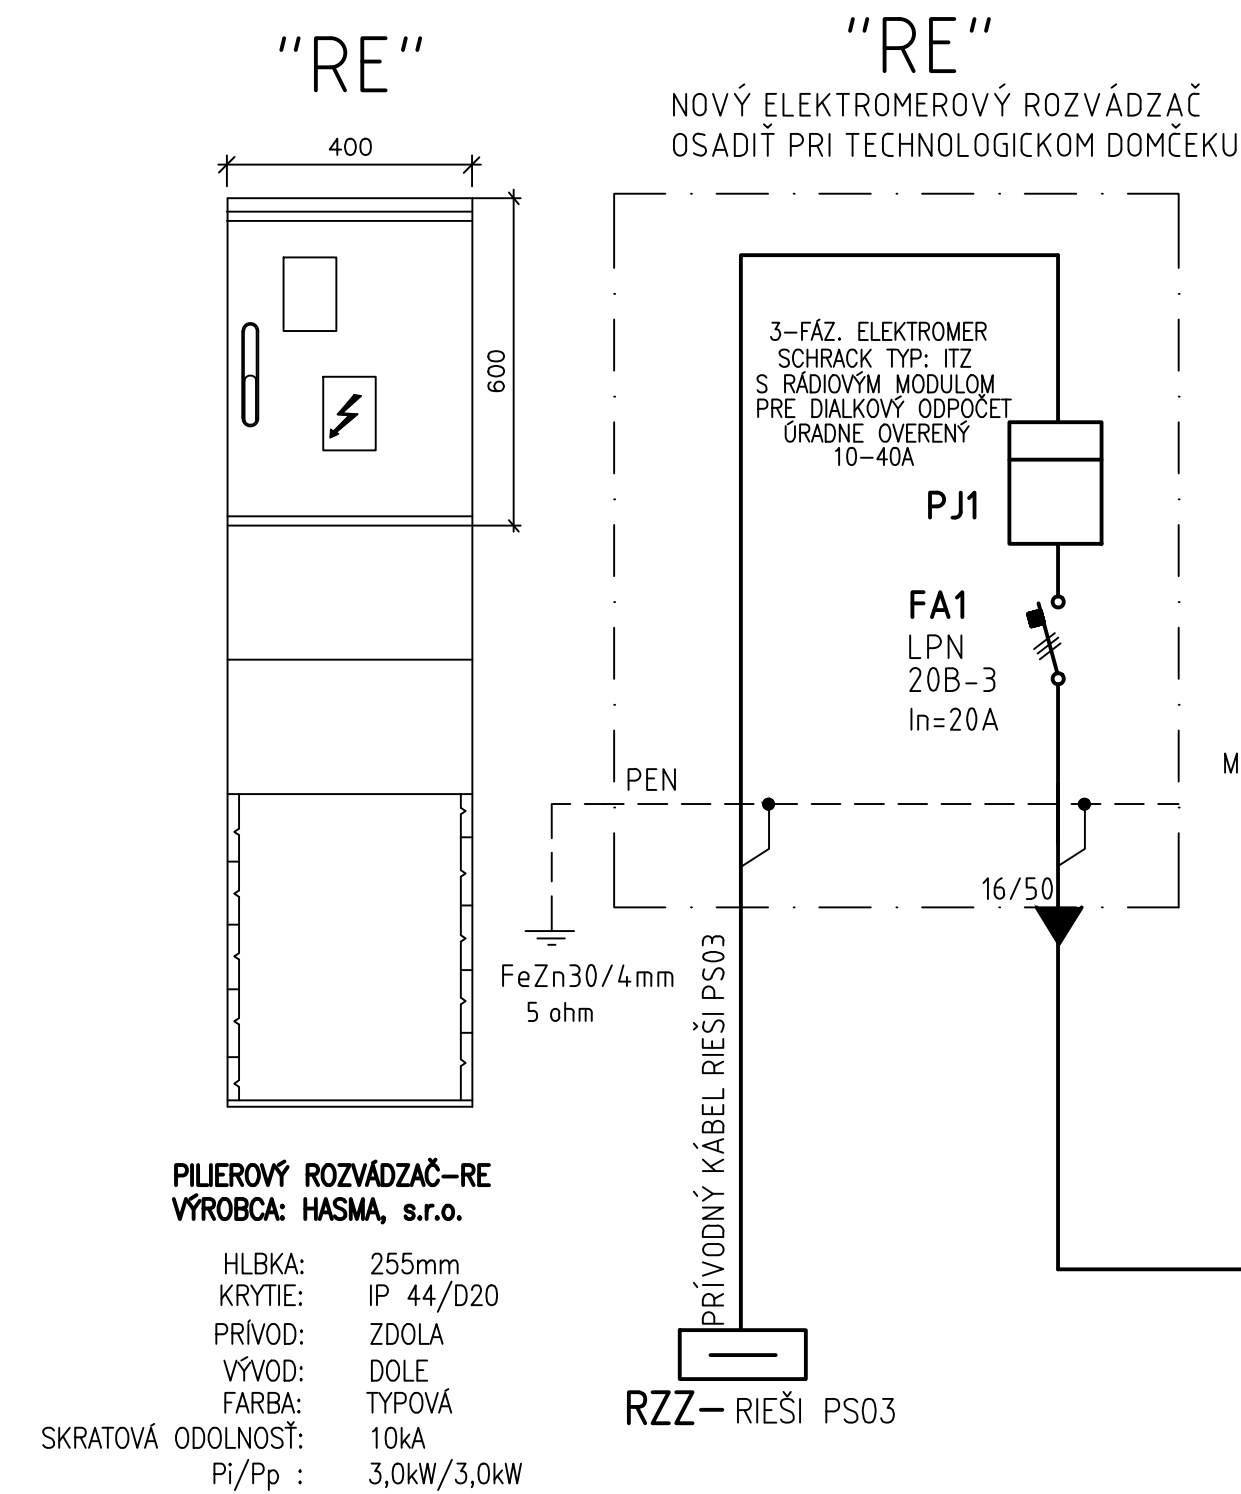 "RE"
400
600
PILIEROVÝ ROZVÁDZAČ-RE
VÝROBCA: HASMA, s.r.o.
HLBKA: 255mm
KRYTIE: IP 44/D20
PRÍVOD: ZDOLA
VÝVOD: DOLE
FARBA: TYPOVÁ
SKRATOVÁ ODOLNOSŤ: 10kA
Pi/Pp : 3,0kW/3,0kW
"RE"
NOVÝ ELEKTROMEROVÝ ROZVÁDZAČ
OSADIŤ PRI TECHNOLOGICKOM DOMČEKU
3-FÁZ. ELEKTROMER
SCHRACK TYP: ITZ
S RÁDIOVÝM MODULOM
PRE DIALKOVÝ ODPOČET
ÚRADNE OVERENÝ
10-40A
PJ1
FA1
LPN
20B-3
In=20A
M
PEN
16/50
FeZn30/4mm
5 ohm
PRÍVODNÝ KÁBEL RIEŠI PS03
RZZ- RIEŠI PS03